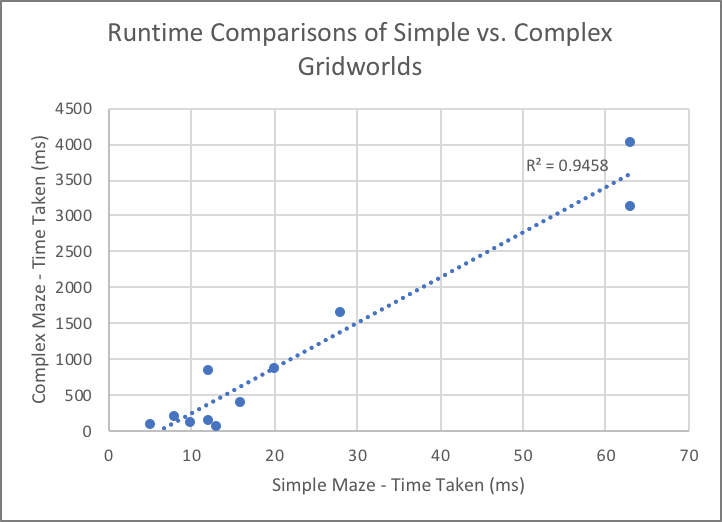 Runtime Comparisons of Simple vs. Complex
Gridworlds
Complex Maze - Time Taken (ms)
4500
4000
3500
3000
2500
2000
1500
1000
500
0
R² = 0.9458
0 10 20 30 40 50 60 70
Simple Maze - Time Taken (ms)